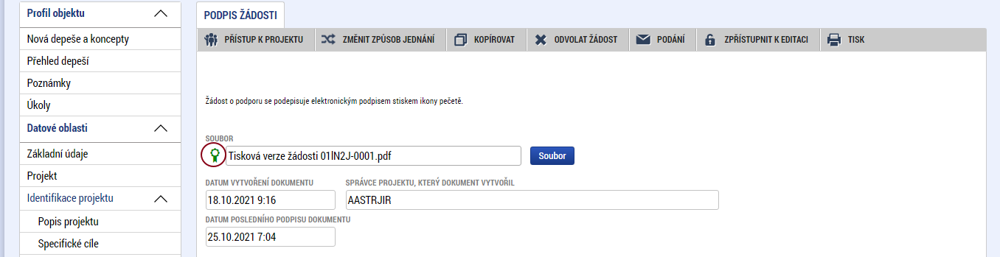 Profil objektu
Nová depeše a koncepty
Přehled depeší
Poznámky
Úkoly
Datové oblasti
Základní údaje
Projekt
Identifikace projektu
Popis projektu
Specifické cíle
PODPIS ŽÁDOSTI
PŘÍSTUP K PROJEKTU ZMĚNIT ZPŮSOB JEDNÁNÍ KOPÍROVAT ODVOLAT ŽÁDOST PODÁNÍ ZPŘÍSTUPNIT K EDITACI TISK
Žádost o podporu se podepisuje elektronickým podpisem stiskem ikony pečetě.
SOUBOR
Tisková verze žádosti 01lN2J-0001.pdf Soubor
DATUM VYTVOŘENÍ DOKUMENTU SPRÁVCE PROJEKTU, KTERÝ DOKUMENT VYTVOŘIL
18.10.2021 9:16 AASTRJIR
DATUM POSLEDNÍHO PODPISU DOKUMENTU
25.10.2021 7:04